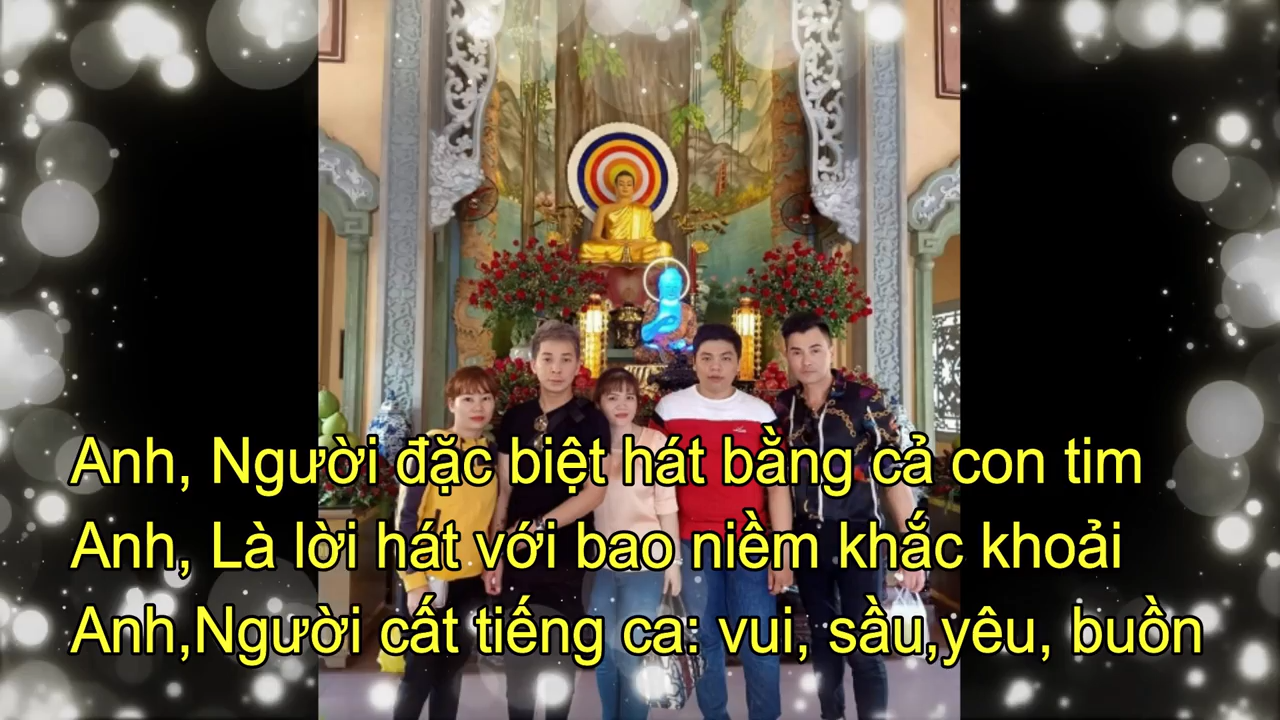 Anh, Người đặc biệt hát bằng cả con tim
Anh, Là lời hát với bao niềm khắc khoải
Anh,Người cất tiếng ca: vui, sầu,yêu, buồn